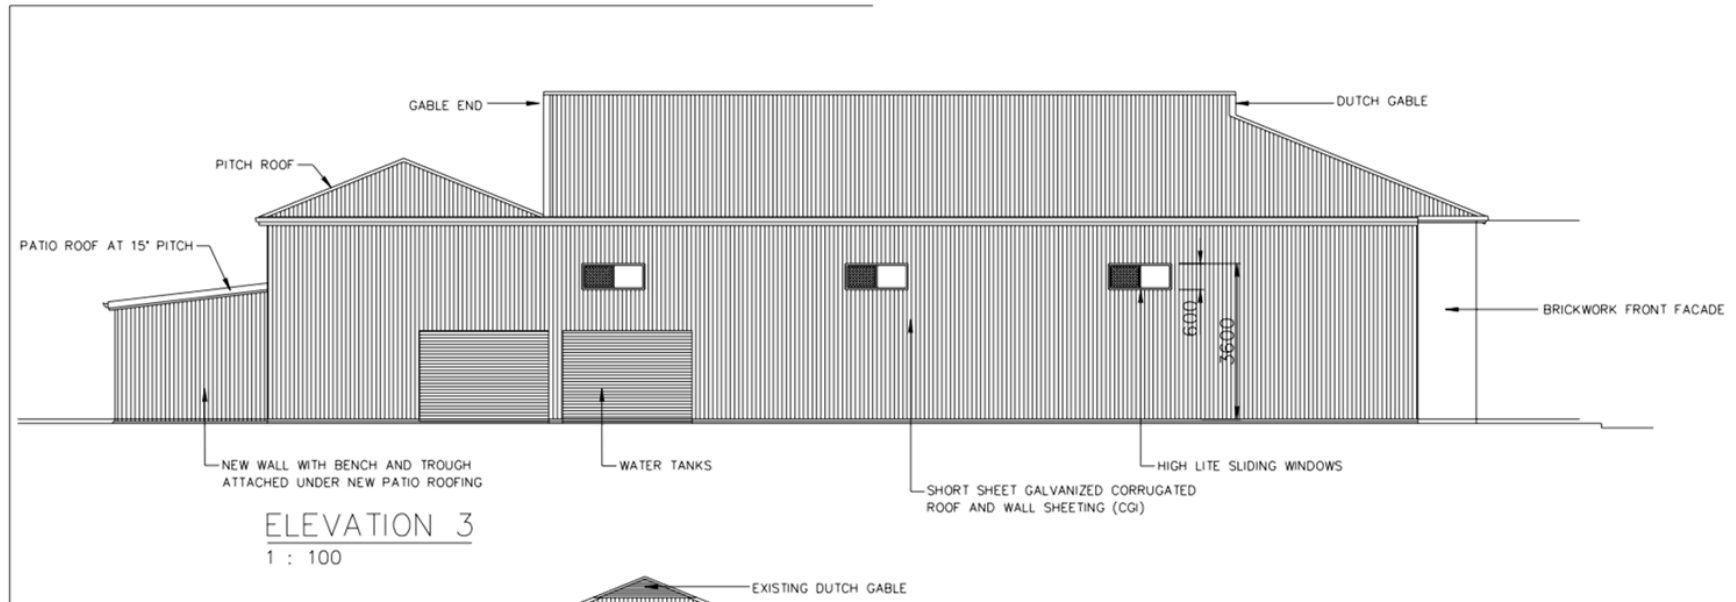 GABLE END
DUTCH GABLE
PITCH ROOF
PATIO ROOF AT 15° PITCH
600
3600
BRICKWORK FRONT FACADE
NEW WALL WITH BENCH AND TROUGH
ATTACHED UNDER NEW PATIO ROOFING
WATER TANKS
HIGH LITE SLIDING WINDOWS
SHORT SHEET GALVANIZED CORRUGATED
ROOF AND WALL SHEETING (CGI)
ELEVATION 3
1 : 100
EXISTING DUTCH GABLE